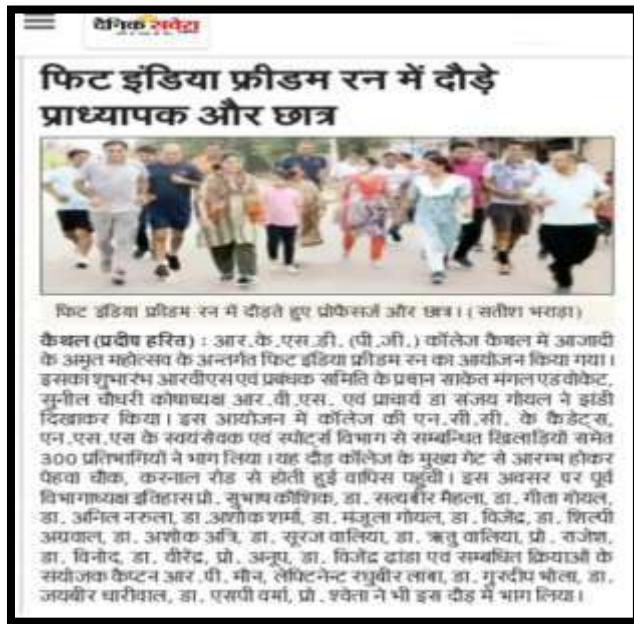 दैनिक सवेरा
फिट इंडिया फ्रीडम रन में दौड़े
प्राध्यापक और छात्र
फिट इंडिया फ्रीडम रन में दौड़ते हुए प्रोफेसर्ज और छात्र। ( सतीश भराड़ा)
कैथल (प्रदीप हरित) : आर.के.एस.डी. (पी.जी.) कॉलेज कैथल में आजादी
के अमृत महोत्सव के अन्तर्गत फिट इंडिया फ्रीडम रन का आयोजन किया गया।
इसका शुभारंभ आरवीएस एवं प्रबंधक समिति के प्रधान साकेत मंगल एडवोकेट,
सुनील चौधरी कोषाध्यक्ष आर.वी.एस. एवं प्राचार्य डा संजय गोयल ने झंडी
दिखाकर किया। इस आयोजन में कॉलेज की एन.सी.सी. के कैडेट्स,
एन.एस.एस के स्वयंसेवक एवं स्पोर्ट्स विभाग से सम्बन्धित खिलाडियों समेत
300 प्रतिभागियों ने भाग लिया। यह दौड़ कॉलेज के मुख्य गेट से आरम्भ होकर
पेहवा चौक, करनाल रोड से होती हुई वापिस पहुंची। इस अवसर पर पूर्व
विभागाध्यक्ष इतिहास प्रो. सुभाष कौशिक, डा. सत्यबीर मैहला, डा. गीता गोयल,
डा. अनिल नरुला, डा .अशोक शर्मा, डा. मंजूला गोयल, डा. विजेंद्र, डा. शिल्पी
अग्रवाल, डा. अशोक अत्रि, डा. सूरज वालिया, डा. ऋतु वालिया, प्रो. राजेश,
डा. विनोद, डा. वीरेंद्र, प्रो. अनूप, डा. विजेंद्र ढांडा एवं सम्बंधित क्रियाओं के
संयोजक कैप्टन आर.पी. मौन, लेफ्टिनेन्ट रघुबीर लांबा, डा. गुरदीप भोला, डा.
जयबीर धारीवाल, डा. एसपी वर्मा, प्रो. श्वेता ने भी इस दौड़ में भाग लिया।